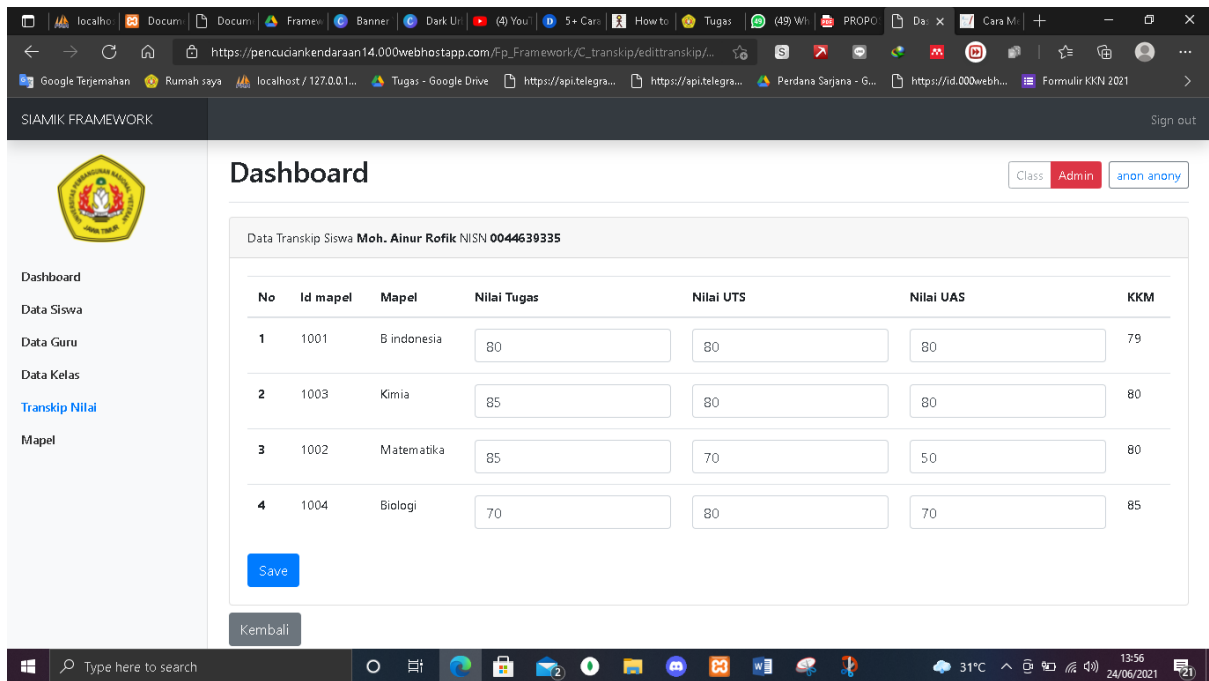 localho: Docum Docum Framew Banner Dark Uri (4) YouT 5+ Cara How to Tugas (49) Wh PROPO Das Cara Me
https://pencuciankendaraan14.000webhostapp.com/Fp_Framework/C_transkip/edittranskip/...
Google Terjemahan Rumah saya localhost / 127.0.0.1... Tugas - Google Drive https://api.telegra... https://api.telegra... Perdana Sarjana - G... https://id.000webh... Formulir KKN 2021
SIAMIK FRAMEWORK Sign out
Dashboard Class Admin anon anony
Data Transkip Siswa Moh. Ainur Rofik NISN 0044639335
Dashboard
Data Siswa
Data Guru
Data Kelas
Transkip Nilai
Mapel
No Id mapel Mapel Nilai Tugas Nilai UTS Nilai UAS KKM
1 1001 B indonesia 80 80 80 79
2 1003 Kimia 85 80 80 80
3 1002 Matematika 85 70 50 80
4 1004 Biologi 70 80 70 85
Save
Kembali
Type here to search 31°C 13:56
24/06/2021